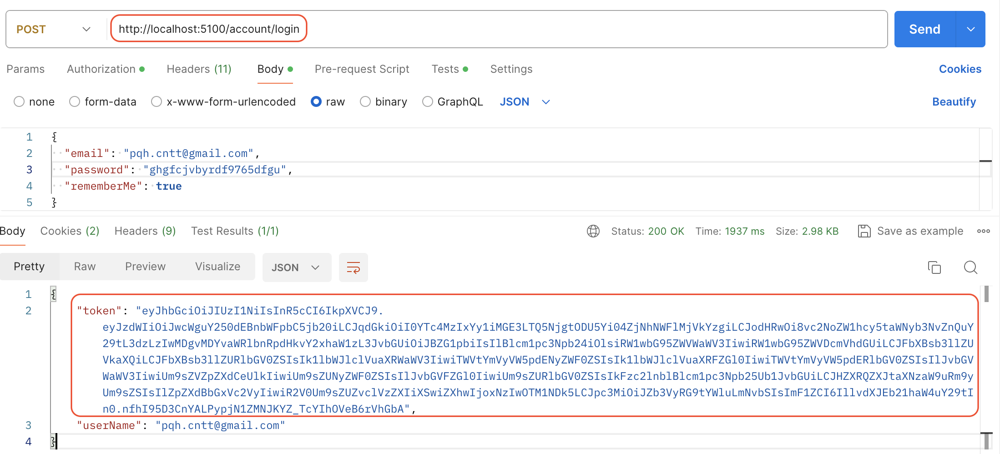 POST http://localhost:5100/account/login Send
Params Authorization Headers (11) Body Pre-request Script Tests Settings Cookies
none form-data x-www-form-urlencoded raw binary GraphQL JSON Beautify
1 {
2 "email": "pqh.cntt@gmail.com",
3 "password": "ghgfcjvbyrdf9765dfgu",
4 "rememberMe": true
5 }
Body Cookies (2) Headers (9) Test Results (1/1) Status: 200 OK Time: 1937 ms Size: 2.98 KB Save as example
Pretty Raw Preview Visualize JSON
1 {
2 "token": "eyJhbGciOiJIUzI1NiIsInR5cCI6IkpXVCJ9.
eyJzdWIiOiJwcWguY250dEBnbWFpbC5jb20iLCJqdGkiOiI0YTc4MzIxYy1iMGE3LTQ5NjgtODU5Yi04ZjNhNWFlMjVkYzgiLCJodHRwOi8vc2NoZW1hcy5taWNyb3NvZnQuY
29tL3dzLzIwMDgvMDYvaWRlbnRpdHkvY2xhaW1zL3JvbGUiOiJBZG1pbiIsIlBlcm1pc3Npb24iOlsiRW1wbG95ZWVWaWV3IiwiRW1wbG95ZWVDcmVhdGUiLCJFbXBsb3llZU
VkaXQiLCJFbXBsb3llZURlbGV0ZSIsIk1lbWJlclVuaXRWaWV3IiwiTWVtYmVyVW5pdENyZWF0ZSIsIk1lbWJlclVuaXRFZGl0IiwiTWVtYmVyVW5pdERlbGV0ZSIsIlJvbGV
WaWV3IiwiUm9sZVZpZXdCeUlkIiwiUm9sZUNyZWF0ZSIsIlJvbGVFZGl0IiwiUm9sZURlbGV0ZSIsIkFzc2lnblBlcm1pc3Npb25Ub1JvbGUiLCJHZXRQZXJtaXNzaW9uRm9y
Um9sZSIsIlZpZXdBbGxVc2VyIiwiR2V0Um9sZUZvclVzZXIiXSwiZXhwIjoxNzIwOTM1NDk5LCJpc3MiOiJZb3VyRG9tYWluLmNvbSIsImF1ZCI6IllvdXJEb21haW4uY29tI
n0.nfhI95D3CnYALPypjN1ZMNJKYZ_TcYIhOVeB6rVhGbA",
3 "userName": "pqh.cntt@gmail.com"
4 }